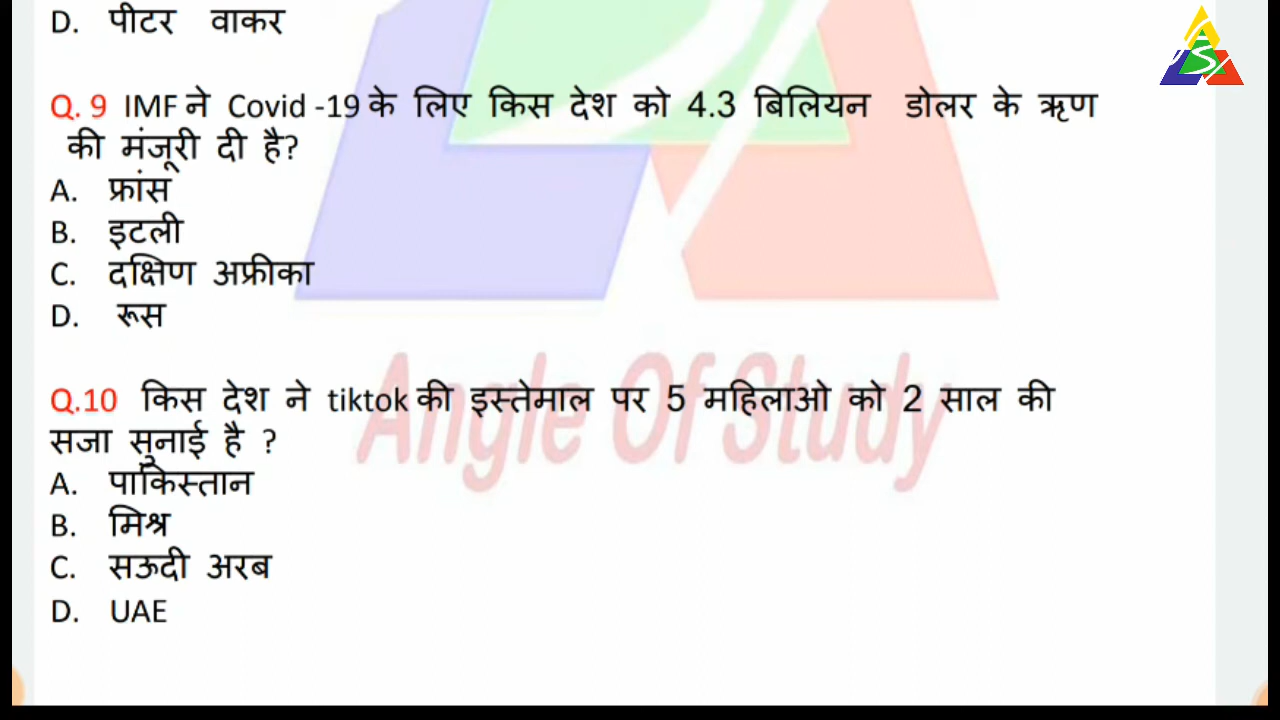 D. पीटर वाकर
Q. 9 IMF ने Covid -19 के लिए किस देश को 4.3 बिलियन डोलर के ऋण
की मंजूरी दी है?
A. फ्रांस
B. इटली
C. दक्षिण अफ्रीका
D. रूस
Angle Of Study
Q.10 किस देश ने tiktok की इस्तेमाल पर 5 महिलाओ को 2 साल की
सजा सुनाई है ?
A. पाकिस्तान
B. मिश्र
C. सऊदी अरब
D. UAE